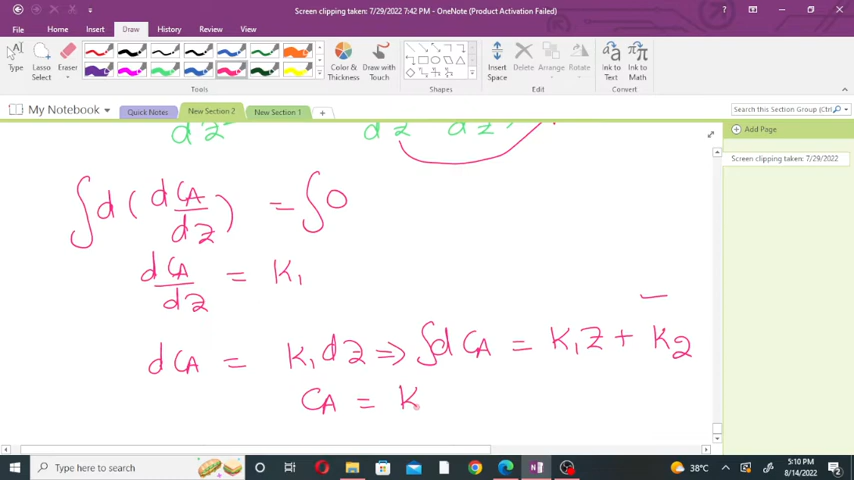 Screen clipping taken: 7/29/2022 7:42 PM - OneNote (Product Activation Failed)
File Home Insert Draw History Review View
Type Lasso Select Eraser Color & Thickness Draw with Touch Insert Space Delete Arrange Rotate Ink to Text Ink to Math
Tools Shapes Edit Convert
My Notebook Quick Notes New Section 2 New Section 1 Search this Section Group (Ctrl
Add Page
Screen clipping taken: 7/29/2022
dz² dz dz
∫d(dCA/dz) = ∫0
dCA/dz = K₁
dCA = K₁dz ⇒ ∫dCA = K₁z + K₂
CA = K
Type here to search 38°C 5:10 PM
8/14/2022 2